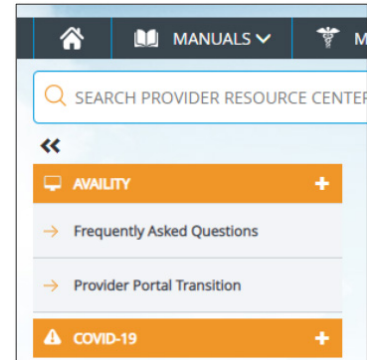 MANUALS
M
SEARCH PROVIDER RESOURCE CENTER
AVAILITY
Frequently Asked Questions
Provider Portal Transition
COVID-19